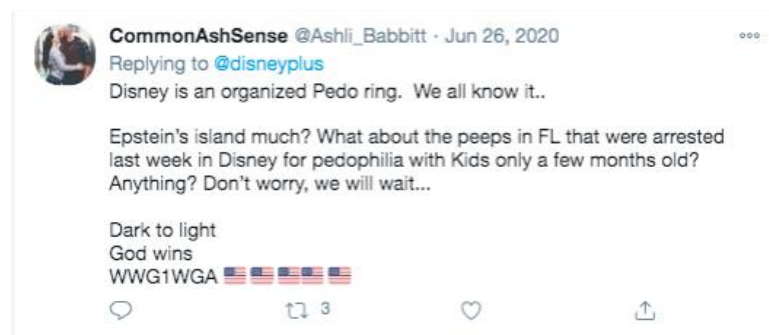 CommonAshSense @Ashli_Babbitt · Jun 26, 2020
Replying to @disneyplus
Disney is an organized Pedo ring. We all know it..
Epstein's island much? What about the peeps in FL that were arrested
last week in Disney for pedophilia with Kids only a few months old?
Anything? Don't worry, we will wait...
Dark to light
God wins
WWG1WGA 🇺🇸🇺🇸🇺🇸🇺🇸🇺🇸
3